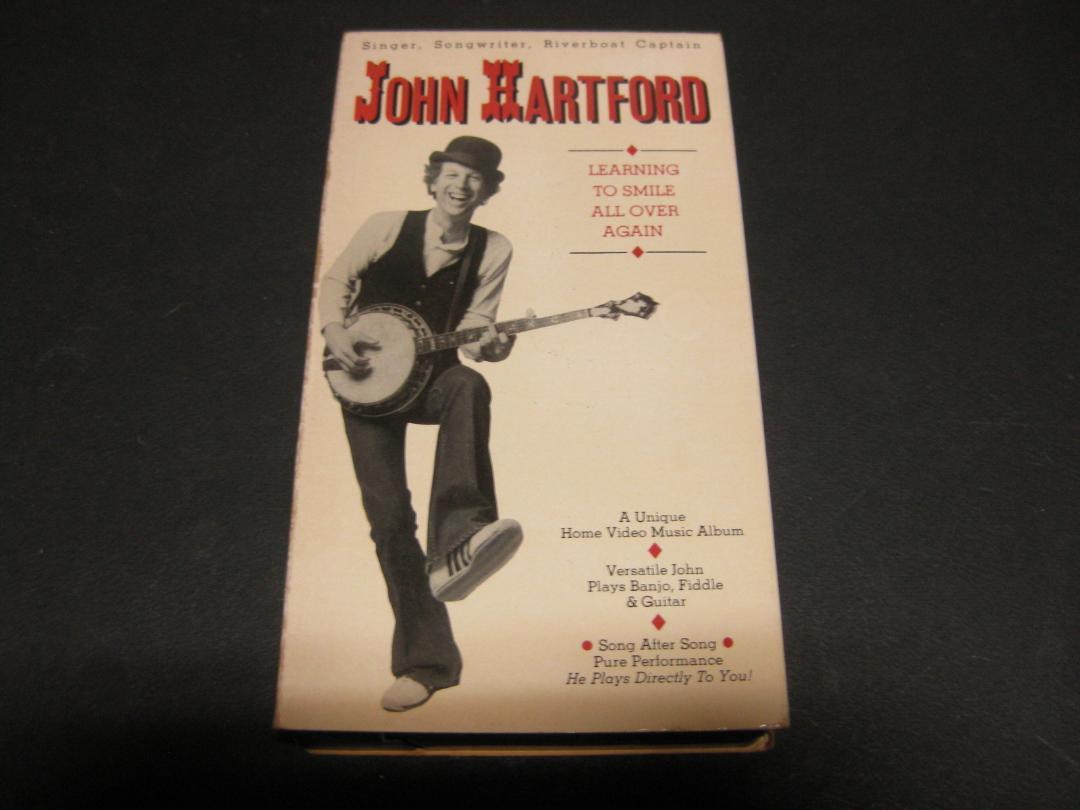 Singer, Songwriter, Riverboat Captain
JOHN HARTFORD
LEARNING
TO SMILE
ALL OVER
AGAIN
A Unique
Home Video Music Album
Versatile John
Plays Banjo, Fiddle
& Guitar
Song After Song
Pure Performance
He Plays Directly To You!